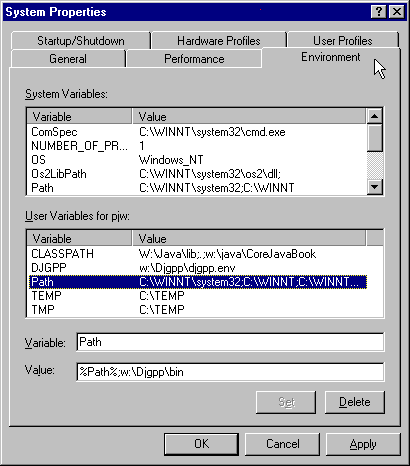 System Properties
Startup/Shutdown Hardware Profiles User Profiles
General Performance Environment
System Variables:
Variable Value
ComSpec C:\WINNT\system32\cmd.exe
NUMBER_OF_PR... 1
OS Windows_NT
Os2LibPath C:\WINNT\system32\os2\dll;
Path C:\WINNT\system32;C:\WINNT
User Variables for pjw:
Variable Value
CLASSPATH W:\Java\lib;.;w:\java\CoreJavaBook
DJGPP w:\Djgpp\djgpp.env
Path C:\WINNT\system32;C:\WINNT;C:\WINNT...
TEMP C:\TEMP
TMP C:\TEMP
Variable: Path
Value: %Path%;w:\Djgpp\bin
Set Delete
OK Cancel Apply